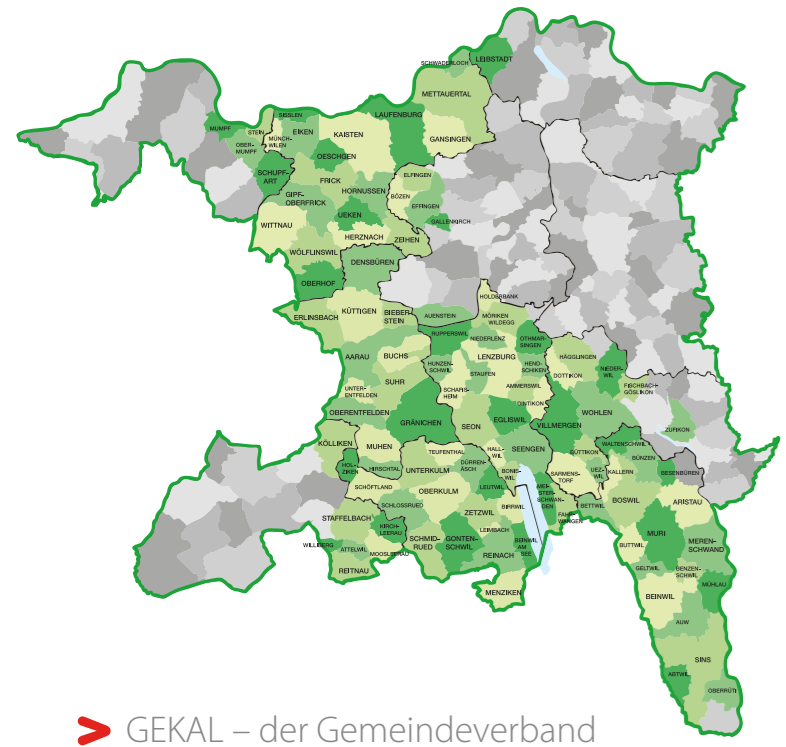 LEIBSTADT
SCHWADERLOCH
METTAUERTAL
LAUFENBURG
SISSLEN
MUMPF
STEIN
EIKEN
KAISTEN
GANSINGEN
MÜNCH-
WILEN
OBER-
MUMPF
OESCHGEN
SCHUPF-
ART
FRICK
ELFINGEN
HORNUSSEN
BÖZEN
GIPF-
OBERFRICK
EFFINGEN
UEKEN
GALLENKIRCH
WITTNAU
HERZNACH
ZEIHEN
WÖLFLINSWIL
DENSBÜREN
OBERHOF
HOLDERBANK
KÜTTIGEN
BIEBER
STEIN
ERLINSBACH
AUENSTEIN
MÖRIKEN
WILDEGG
RUPPERSWIL
NIEDERLENZ
OTHMAR-
SINGEN
AARAU
BUCHS
LENZBURG
HÄGGLINGEN
HUNZEN-
SCHWIL
HEND-
SCHIKEN
NIEDER-
WIL
STAUFEN
DOTTIKON
SUHR
AMMERSWIL
FISCHBACH-
GÖSLIKON
UNTER-
ENTFELDEN
SCHAFIS-
HEIM
DINTIKON
OBERENTFELDEN
GRÄNICHEN
EGLISWIL
WOHLEN
SEON
VILLMERGEN
ZUFIKON
KÖLLIKEN
MUHEN
WALTENSCHWIL
TEUFENTHAL
HALL-
WIL
SEENGEN
BÜTTIKON
BÜNZEN
HOL-
ZIKEN
HIRSCHTAL
UNTERKULM
DÜRREN-
ÄSCH
BONIS-
WIL
SARMENS-
TORF
UEZ-
WIL
KALLERN
BESENBÜREN
SCHÖFTLAND
OBERKULM
LEUTWIL
MEI-
STER-
SCHWAN-
DEN
BOSWIL
ARISTAU
SCHLOSSRUED
ZETZWIL
BIRRWIL
BETTWIL
STAFFELBACH
FAHR-
WANGEN
KIRCH-
LEERAU
LEIMBACH
MURI
WILIBERG
ATTELWIL
MOOSLEERAU
SCHMID-
RUED
GONTEN-
SCHWIL
BEINWIL
AM
SEE
BUTTWIL
MEREN-
SCHWAND
REINACH
REITNAU
GELTWIL
BENZEN-
SCHWIL
MÜHLAU
MENZIKEN
BEINWIL
AUW
SINS
ABTWIL
OBERRÜTI
> GEKAL – der Gemeindeverband